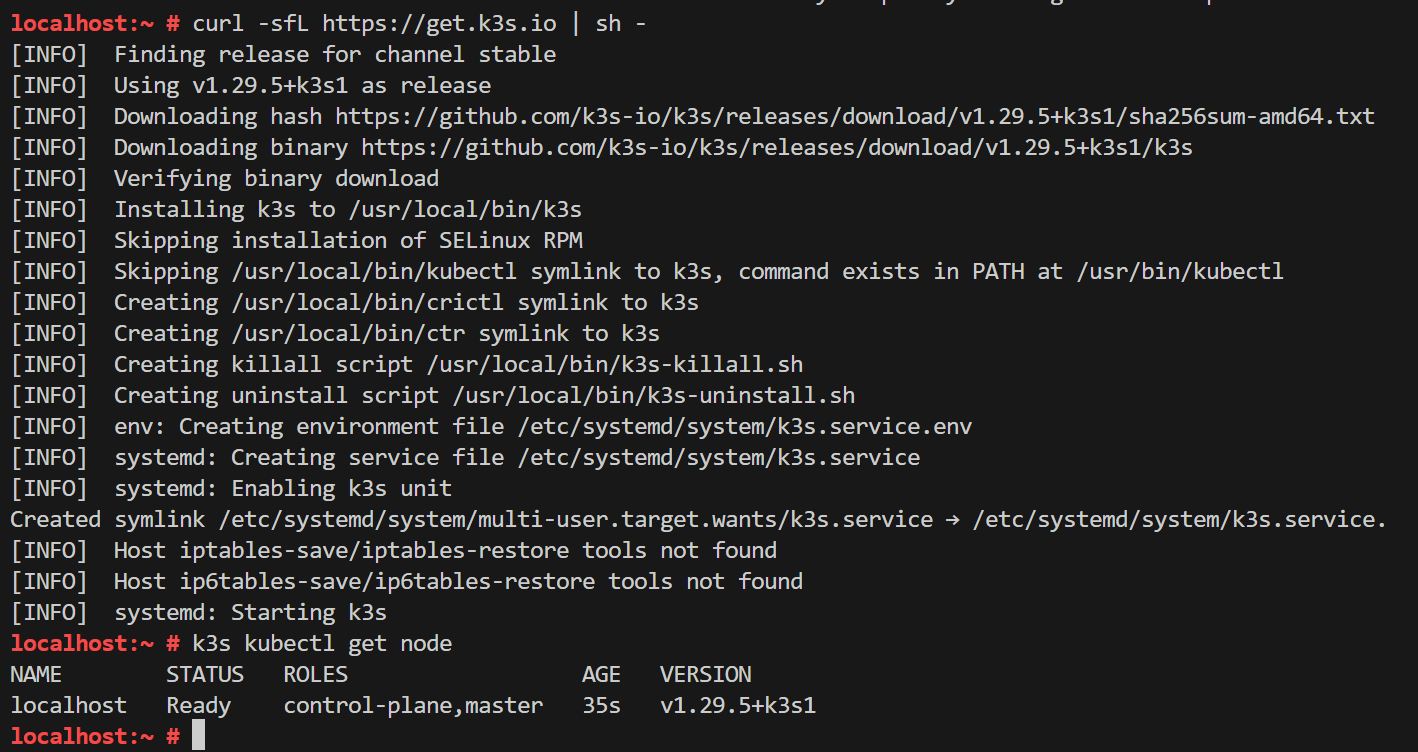 localhost:~ # curl -sfL https://get.k3s.io | sh -
[INFO]  Finding release for channel stable
[INFO]  Using v1.29.5+k3s1 as release
[INFO]  Downloading hash https://github.com/k3s-io/k3s/releases/download/v1.29.5+k3s1/sha256sum-amd64.txt
[INFO]  Downloading binary https://github.com/k3s-io/k3s/releases/download/v1.29.5+k3s1/k3s
[INFO]  Verifying binary download
[INFO]  Installing k3s to /usr/local/bin/k3s
[INFO]  Skipping installation of SELinux RPM
[INFO]  Skipping /usr/local/bin/kubectl symlink to k3s, command exists in PATH at /usr/bin/kubectl
[INFO]  Creating /usr/local/bin/crictl symlink to k3s
[INFO]  Creating /usr/local/bin/ctr symlink to k3s
[INFO]  Creating killall script /usr/local/bin/k3s-killall.sh
[INFO]  Creating uninstall script /usr/local/bin/k3s-uninstall.sh
[INFO]  env: Creating environment file /etc/systemd/system/k3s.service.env
[INFO]  systemd: Creating service file /etc/systemd/system/k3s.service
[INFO]  systemd: Enabling k3s unit
Created symlink /etc/systemd/system/multi-user.target.wants/k3s.service → /etc/systemd/system/k3s.service.
[INFO]  Host iptables-save/iptables-restore tools not found
[INFO]  Host ip6tables-save/ip6tables-restore tools not found
[INFO]  systemd: Starting k3s
localhost:~ # k3s kubectl get node
NAME        STATUS   ROLES                  AGE   VERSION
localhost   Ready    control-plane,master   35s   v1.29.5+k3s1
localhost:~ #